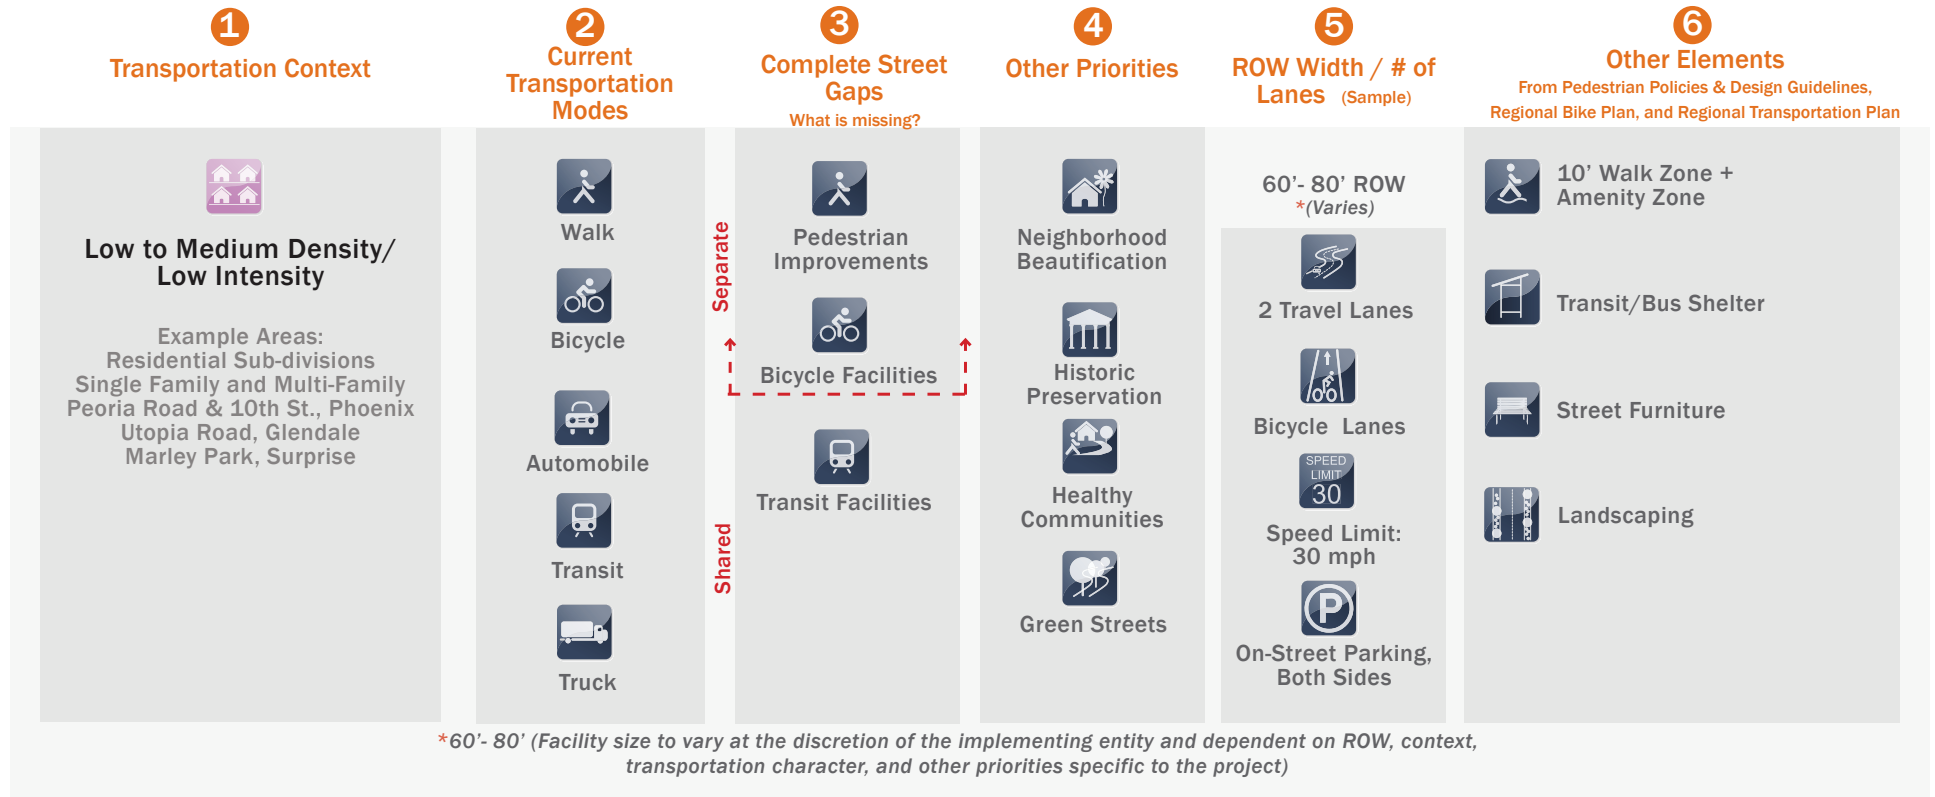 1
Transportation Context
Low to Medium Density/
Low Intensity
Example Areas:
Residential Sub-divisions
Single Family and Multi-Family
Peoria Road & 10th St., Phoenix
Utopia Road, Glendale
Marley Park, Surprise
2
Current
Transportation
Modes
Walk
Bicycle
Automobile
Transit
Truck
Separate
Shared
3
Complete Street
Gaps
What is missing?
Pedestrian
Improvements
Bicycle Facilities
Transit Facilities
4
Other Priorities
Neighborhood
Beautification
Historic
Preservation
Healthy
Communities
Green Streets
5
ROW Width / # of
Lanes (Sample)
60’- 80’ ROW
*(Varies)
2 Travel Lanes
Bicycle Lanes
SPEED
LIMIT
30
Speed Limit:
30 mph
P
On-Street Parking,
Both Sides
6
Other Elements
From Pedestrian Policies & Design Guidelines,
Regional Bike Plan, and Regional Transportation Plan
10’ Walk Zone +
Amenity Zone
Transit/Bus Shelter
Street Furniture
Landscaping
*60’- 80’ (Facility size to vary at the discretion of the implementing entity and dependent on ROW, context,
transportation character, and other priorities specific to the project)